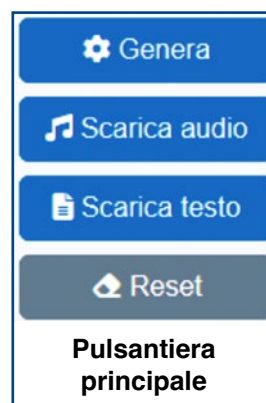 Genera
Scarica audio
Scarica testo
Reset
Pulsantiera
principale